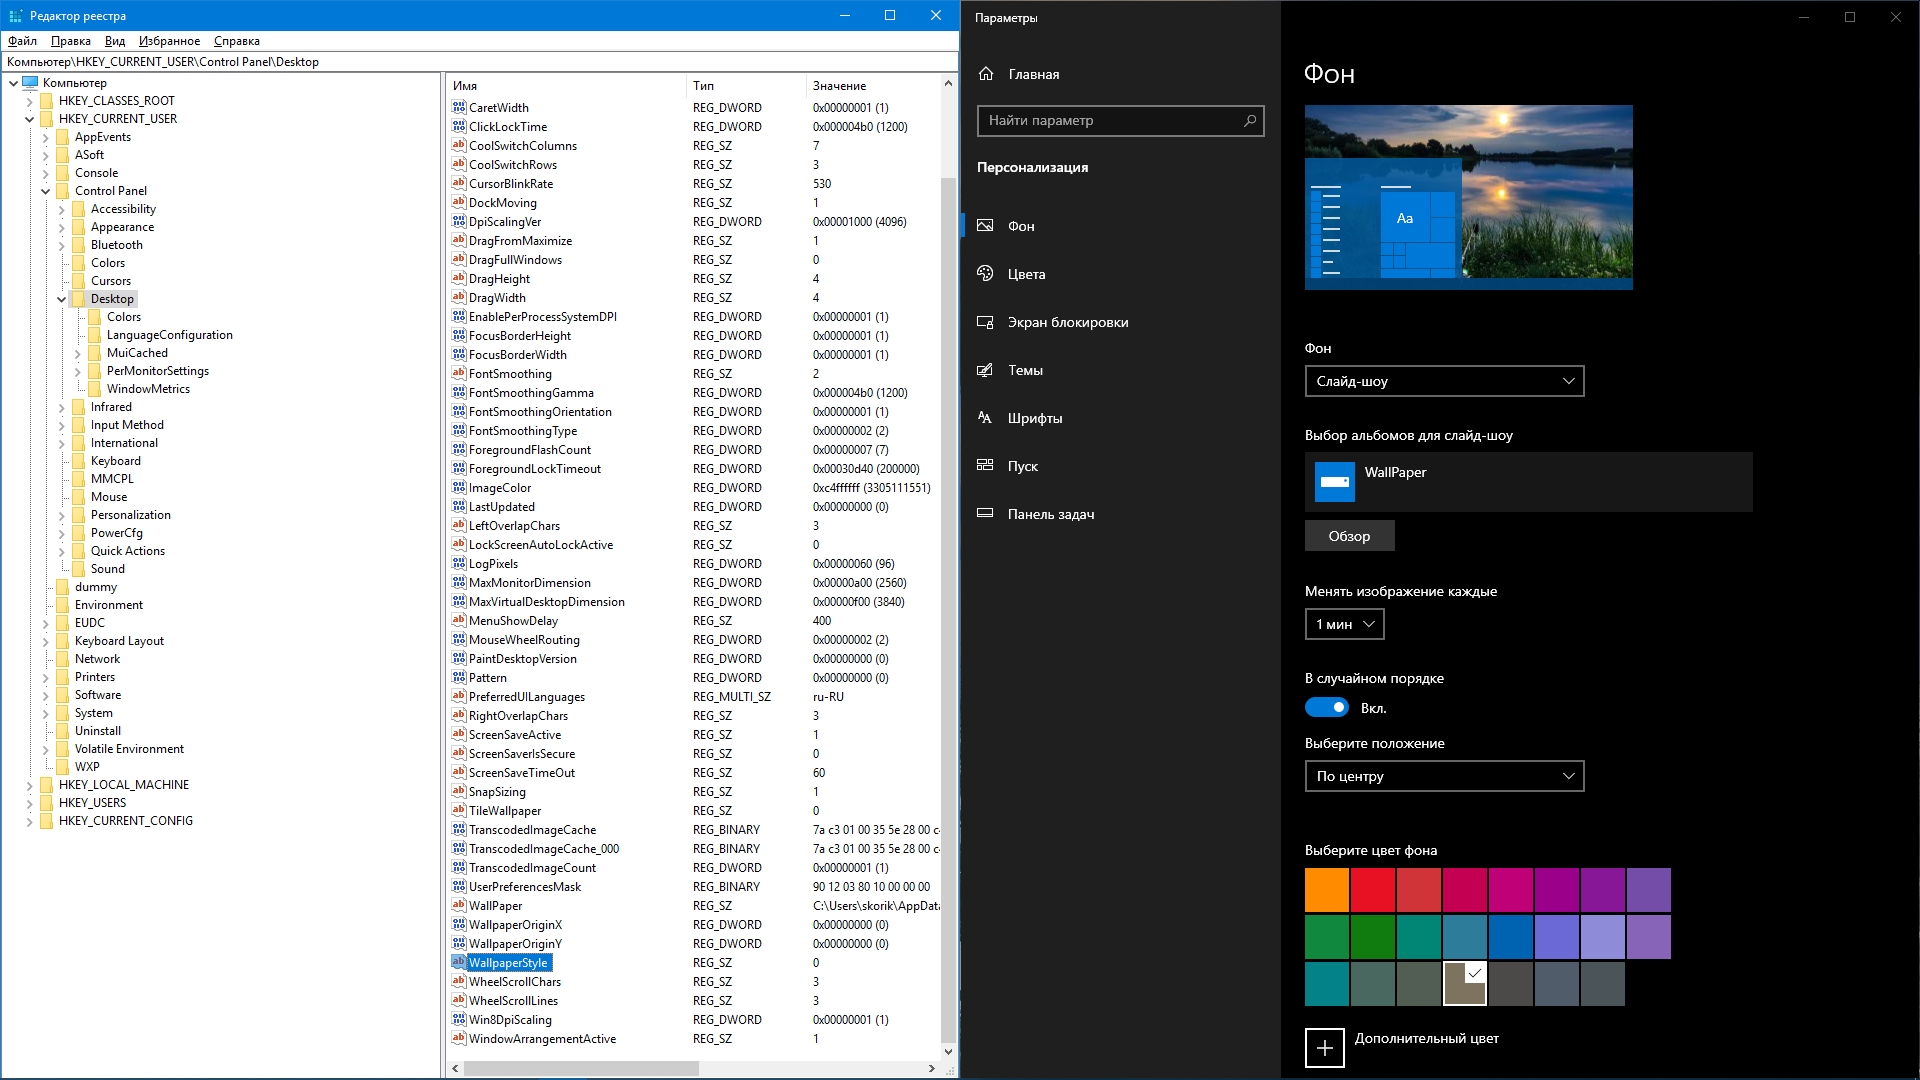 Редактор реестра
Файл Правка Вид Избранное Справка
Компьютер\HKEY_CURRENT_USER\Control Panel\Desktop
Компьютер
HKEY_CLASSES_ROOT
HKEY_CURRENT_USER
AppEvents
ASoft
Console
Control Panel
Accessibility
Appearance
Bluetooth
Colors
Cursors
Desktop
Colors
LanguageConfiguration
MuiCached
PerMonitorSettings
WindowMetrics
Infrared
Input Method
International
Keyboard
MMCPL
Mouse
Personalization
PowerCfg
Quick Actions
Sound
dummy
Environment
EUDC
Keyboard Layout
Network
Printers
Software
System
Uninstall
Volatile Environment
WXP
HKEY_LOCAL_MACHINE
HKEY_USERS
HKEY_CURRENT_CONFIG
Имя Тип Значение
CaretWidth REG_DWORD 0x00000001 (1)
ClickLockTime REG_DWORD 0x000004b0 (1200)
CoolSwitchColumns REG_SZ 7
CoolSwitchRows REG_SZ 3
CursorBlinkRate REG_SZ 530
DockMoving REG_SZ 1
DpiScalingVer REG_DWORD 0x00001000 (4096)
DragFromMaximize REG_SZ 1
DragFullWindows REG_SZ 0
DragHeight REG_SZ 4
DragWidth REG_SZ 4
EnablePerProcessSystemDPI REG_DWORD 0x00000001 (1)
FocusBorderHeight REG_DWORD 0x00000001 (1)
FocusBorderWidth REG_DWORD 0x00000001 (1)
FontSmoothing REG_SZ 2
FontSmoothingGamma REG_DWORD 0x000004b0 (1200)
FontSmoothingOrientation REG_DWORD 0x00000001 (1)
FontSmoothingType REG_DWORD 0x00000002 (2)
ForegroundFlashCount REG_DWORD 0x00000007 (7)
ForegroundLockTimeout REG_DWORD 0x00030d40 (200000)
ImageColor REG_DWORD 0xc4ffffff (3305111551)
LastUpdated REG_DWORD 0x00000000 (0)
LeftOverlapChars REG_SZ 3
LockScreenAutoLockActive REG_SZ 0
LogPixels REG_DWORD 0x00000060 (96)
MaxMonitorDimension REG_DWORD 0x00000a00 (2560)
MaxVirtualDesktopDimension REG_DWORD 0x00000f00 (3840)
MenuShowDelay REG_SZ 400
MouseWheelRouting REG_DWORD 0x00000002 (2)
PaintDesktopVersion REG_DWORD 0x00000000 (0)
Pattern REG_DWORD 0x00000000 (0)
PreferredUILanguages REG_MULTI_SZ ru-RU
RightOverlapChars REG_SZ 3
ScreenSaveActive REG_SZ 1
ScreenSaverIsSecure REG_SZ 0
ScreenSaveTimeOut REG_SZ 60
SnapSizing REG_SZ 1
TileWallpaper REG_SZ 0
TranscodedImageCache REG_BINARY 7a c3 01 00 35 5e 28 00 c
TranscodedImageCache_000 REG_BINARY 7a c3 01 00 35 5e 28 00 c
TranscodedImageCount REG_DWORD 0x00000001 (1)
UserPreferencesMask REG_BINARY 90 12 03 80 10 00 00 00
WallPaper REG_SZ C:\Users\skorik\AppData
WallpaperOriginX REG_DWORD 0x00000000 (0)
WallpaperOriginY REG_DWORD 0x00000000 (0)
WallpaperStyle REG_SZ 0
WheelScrollChars REG_SZ 3
WheelScrollLines REG_SZ 3
Win8DpiScaling REG_DWORD 0x00000001 (1)
WindowArrangementActive REG_SZ 1
Параметры
Главная
Найти параметр
Персонализация
Фон
Цвета
Экран блокировки
Темы
Шрифты
Пуск
Панель задач
Фон
Aa
Фон
Слайд-шоу
Выбор альбомов для слайд-шоу
WallPaper
Обзор
Менять изображение каждые
1 мин
В случайном порядке
Вкл.
Выберите положение
По центру
Выберите цвет фона
Дополнительный цвет